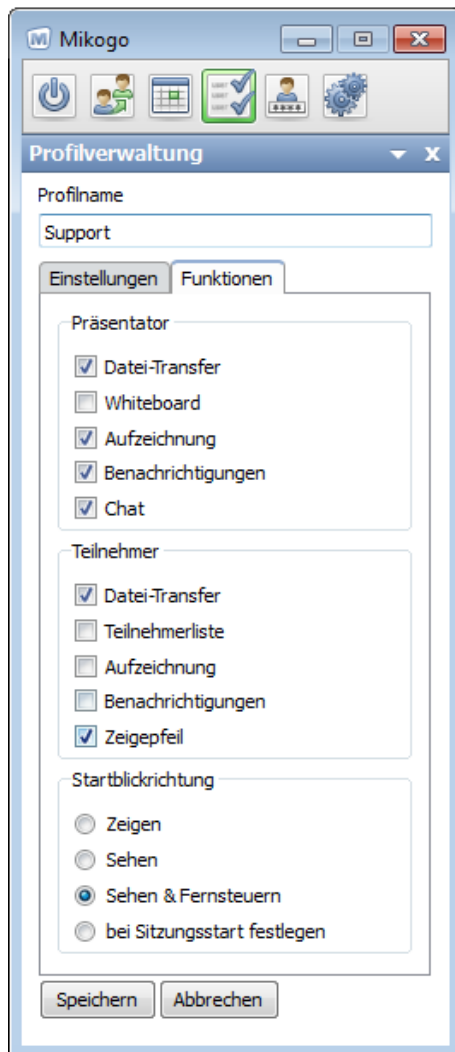 Mikogo
Profilverwaltung
Profilname
Support
Einstellungen Funktionen
Präsentator
Datei-Transfer
Whiteboard
Aufzeichnung
Benachrichtigungen
Chat
Teilnehmer
Datei-Transfer
Teilnehmerliste
Aufzeichnung
Benachrichtigungen
Zeigepfeil
Startblickrichtung
Zeigen
Sehen
Sehen & Fernsteuern
bei Sitzungsstart festlegen
Speichern Abbrechen